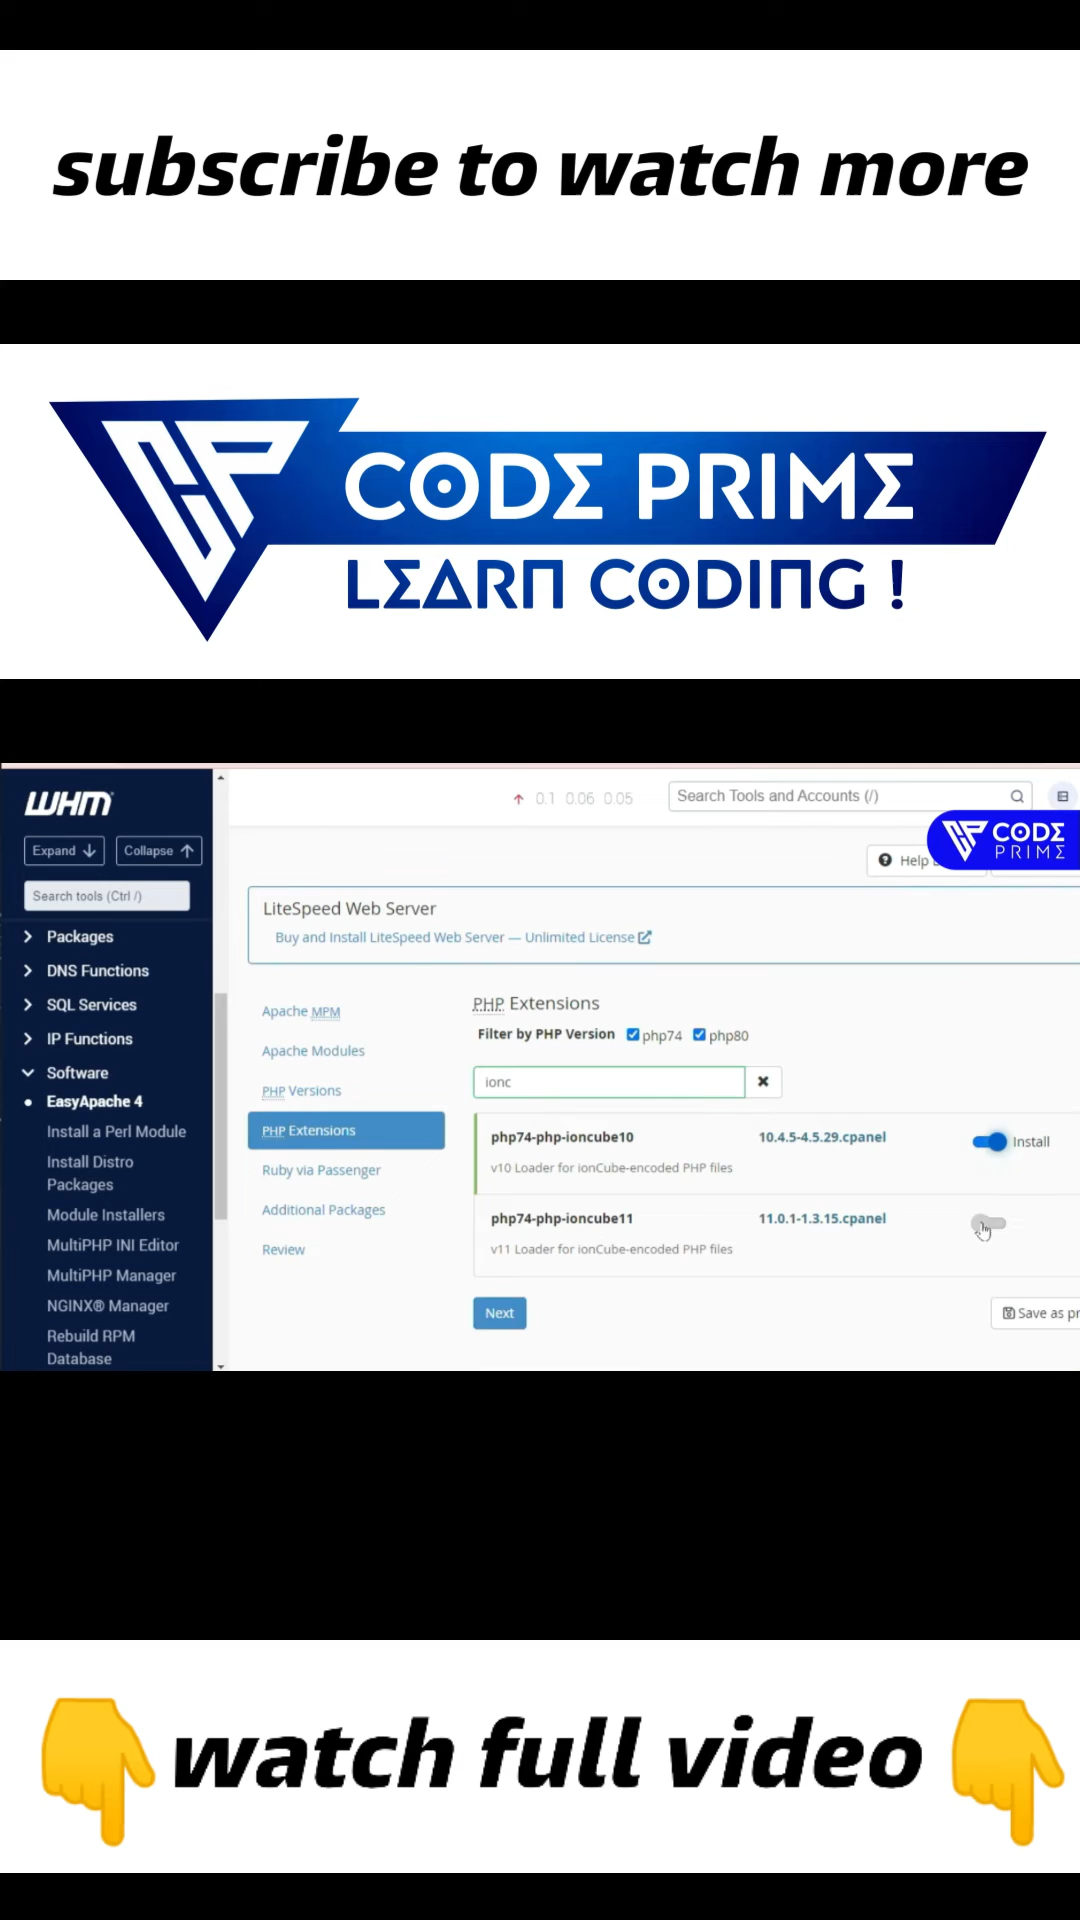 subscribe to watch more
CODE PRIME
LEARN CODING !
WHM
Expand
Collapse
Search tools (Ctrl /)
Packages
DNS Functions
SQL Services
IP Functions
Software
EasyApache 4
Install a Perl Module
Install Distro
Packages
Module Installers
MultiPHP INI Editor
MultiPHP Manager
NGINX® Manager
Rebuild RPM
Database
0.1 0.06 0.05
Search Tools and Accounts (/)
CODE
PRIME
Help
LiteSpeed Web Server
Buy and Install LiteSpeed Web Server — Unlimited License
Apache MPM
Apache Modules
PHP Versions
PHP Extensions
Ruby via Passenger
Additional Packages
Review
PHP Extensions
Filter by PHP Version php74 php80
ionc
php74-php-ioncube10 10.4.5-4.5.29.cpanel Install
v10 Loader for ionCube-encoded PHP files
php74-php-ioncube11 11.0.1-1.3.15.cpanel
v11 Loader for ionCube-encoded PHP files
Next
Save as pr
watch full video